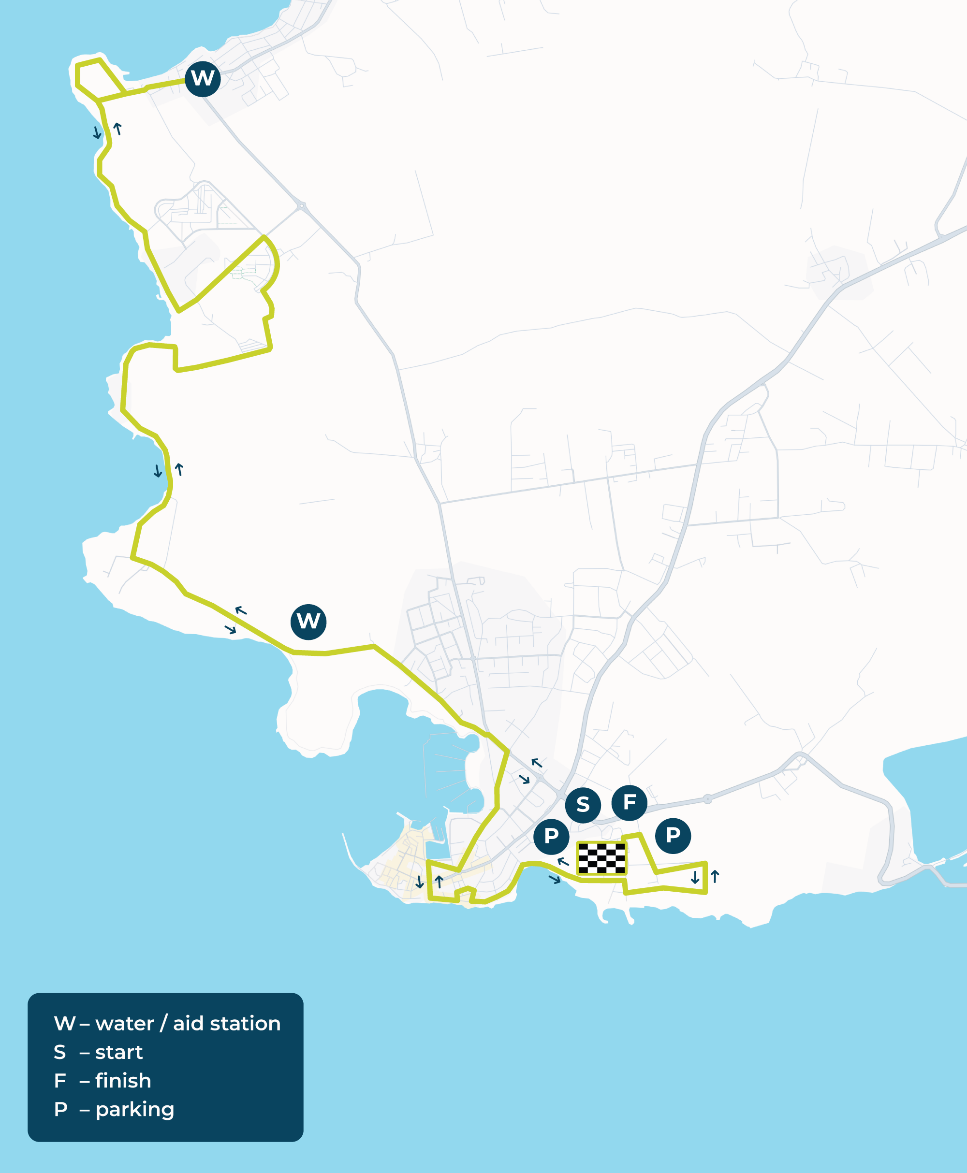 W
W
S
F
P
P
W – water / aid station
S – start
F – finish
P – parking